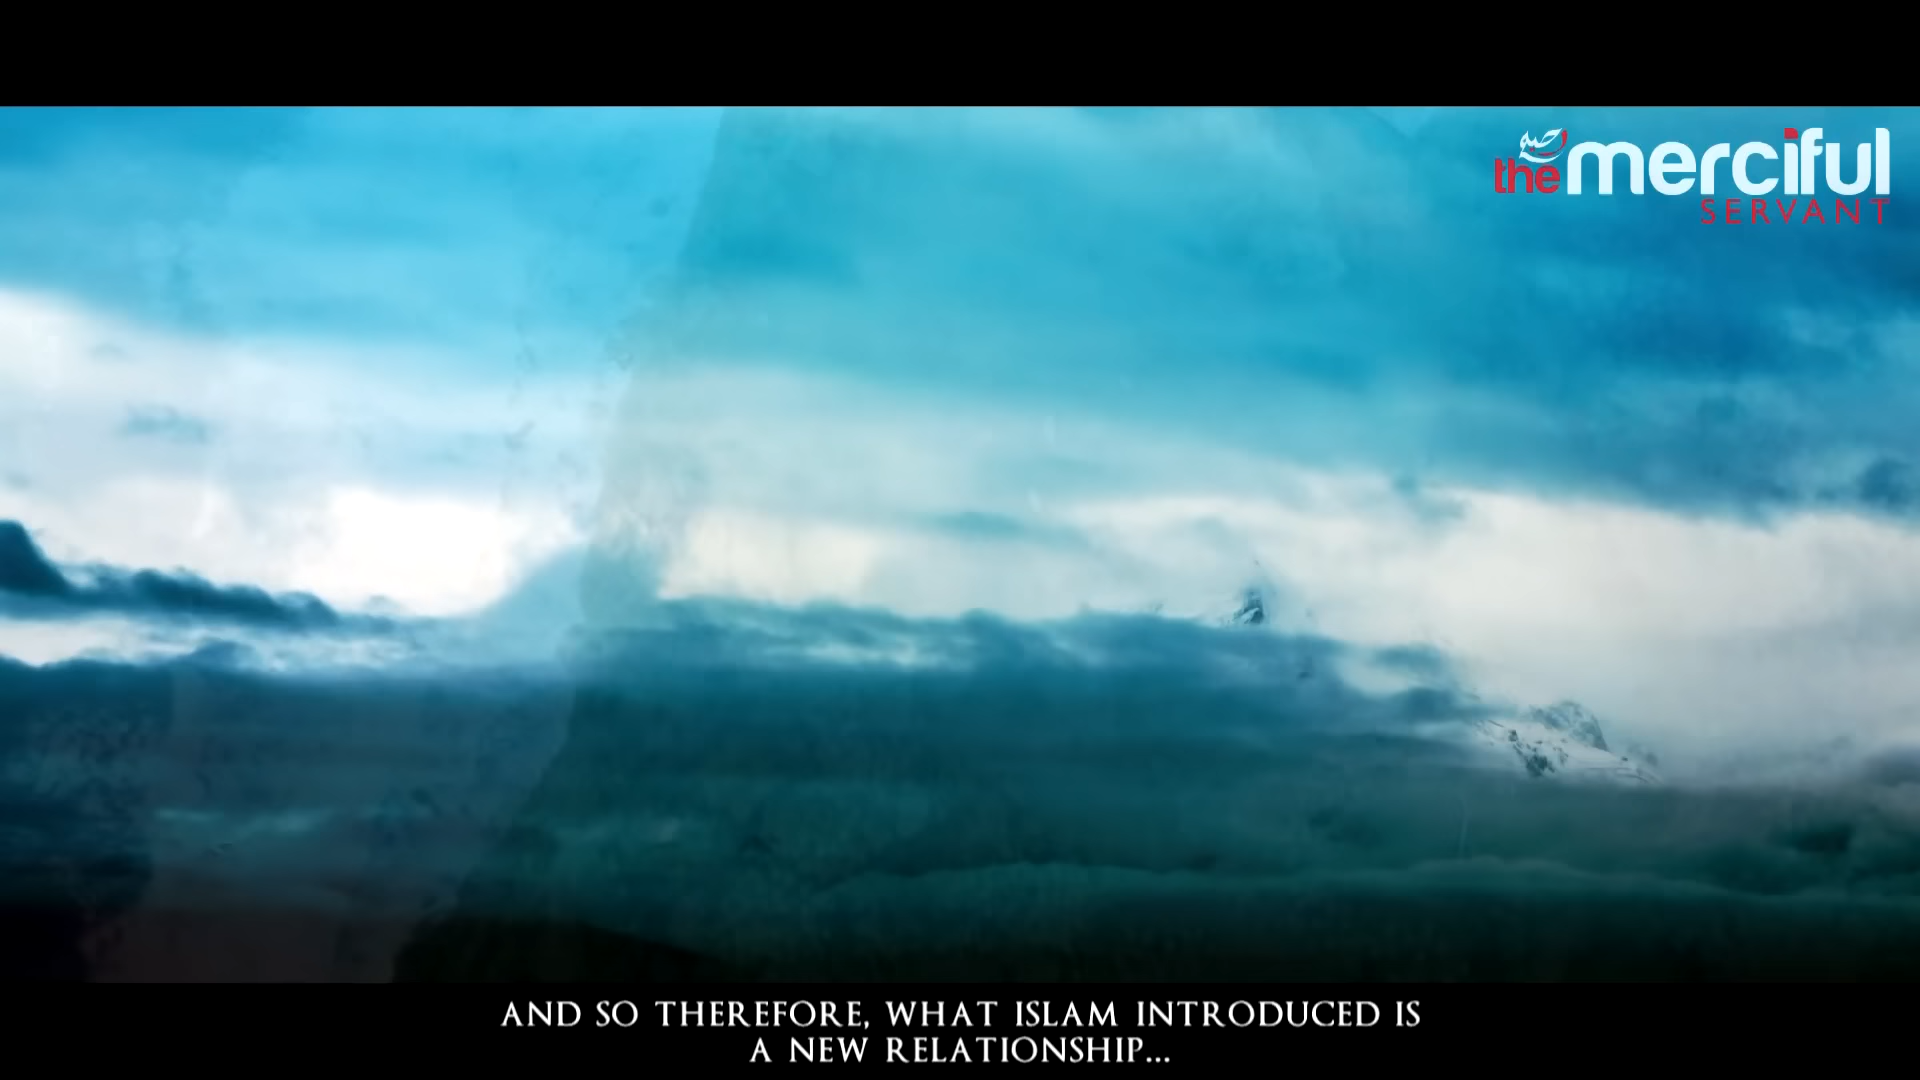 the merciful
SERVANT
AND SO THEREFORE, WHAT ISLAM INTRODUCED IS
A NEW RELATIONSHIP...